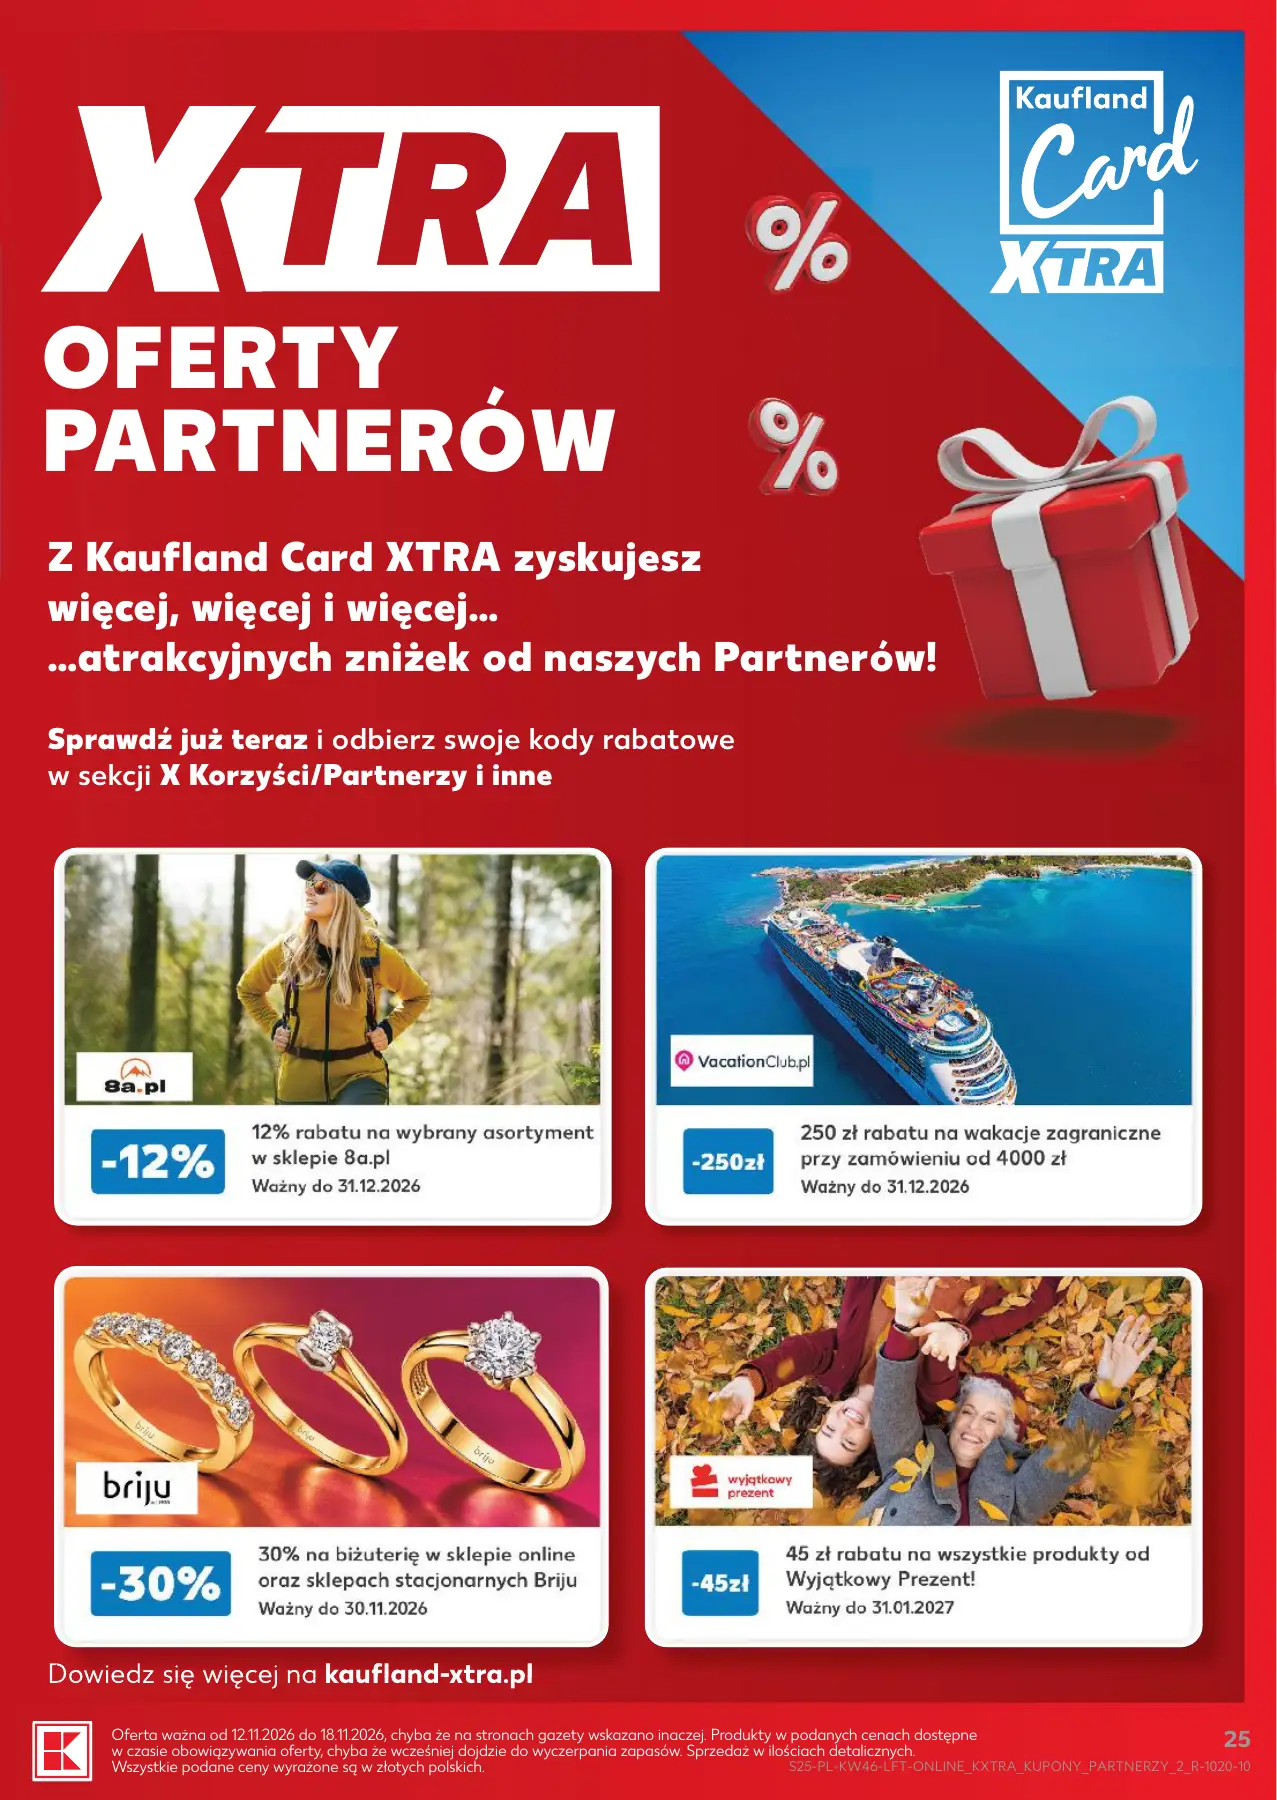 XTRA
Kaufland
Card
XTRA
%
%
OFERTY
PARTNERÓW
Z Kaufland Card XTRA zyskujesz
więcej, więcej i więcej...
...atrakcyjnych zniżek od naszych Partnerów!
Sprawdź już teraz i odbierz swoje kody rabatowe
w sekcji X Korzyści/Partnerzy i inne
8a.pl
-12%
12% rabatu na wybrany asortyment
w sklepie 8a.pl
Ważny do 31.12.2026
VacationClub.pl
-250zł
250 zł rabatu na wakacje zagraniczne
przy zamówieniu od 4000 zł
Ważny do 31.12.2026
briju
briju
briju
-30%
30% na biżuterię w sklepie online
oraz sklepach stacjonarnych Briju
Ważny do 30.11.2026
wyjątkowy
prezent
-45zł
45 zł rabatu na wszystkie produkty od
Wyjątkowy Prezent!
Ważny do 31.01.2027
Dowiedz się więcej na kaufland-xtra.pl
Oferta ważna od 12.11.2026 do 18.11.2026, chyba że na stronach gazety wskazano inaczej. Produkty w podanych cenach dostępne
w czasie obowiązywania oferty, chyba że wcześniej dojdzie do wyczerpania zapasów. Sprzedaż w ilościach detalicznych.
Wszystkie podane ceny wyrażone są w złotych polskich.
25
S25-PL-KW46-LFT-ONLINE_KXTRA_KUPONY_PARTNERZY_2_R-1020-10